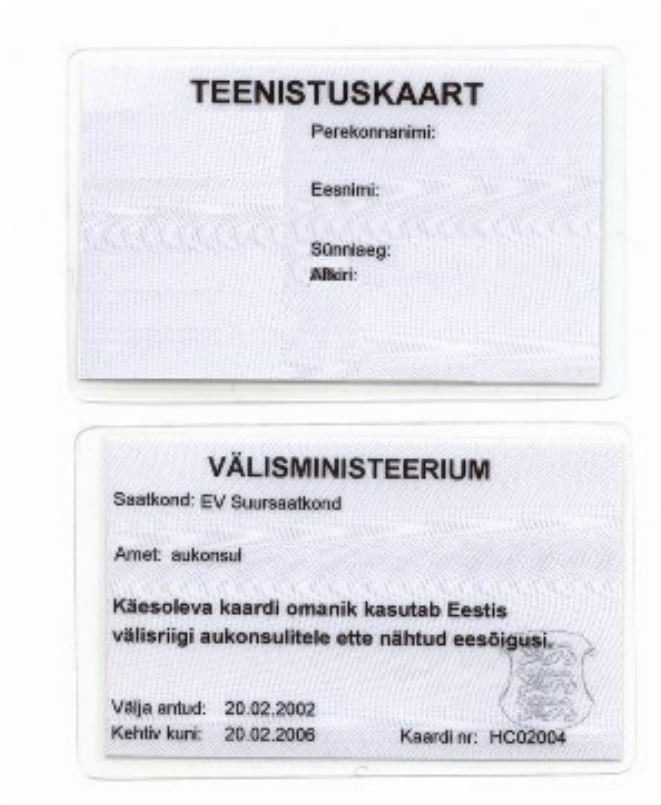 TEENISTUSKAART
Perekonnanimi:
Eesnimi:
Sünniaeg:
Allkiri:
VÄLISMINISTEERIUM
Saatkond: EV Suursaatkond
Amet: aukonsul
Käesoleva kaardi omanik kasutab Eestis
välisriigi aukonsulitele ette nähtud eesõigusi.
Välja antud: 20.02.2002
Kehtiv kuni: 20.02.2006 Kaardi nr: HC02004